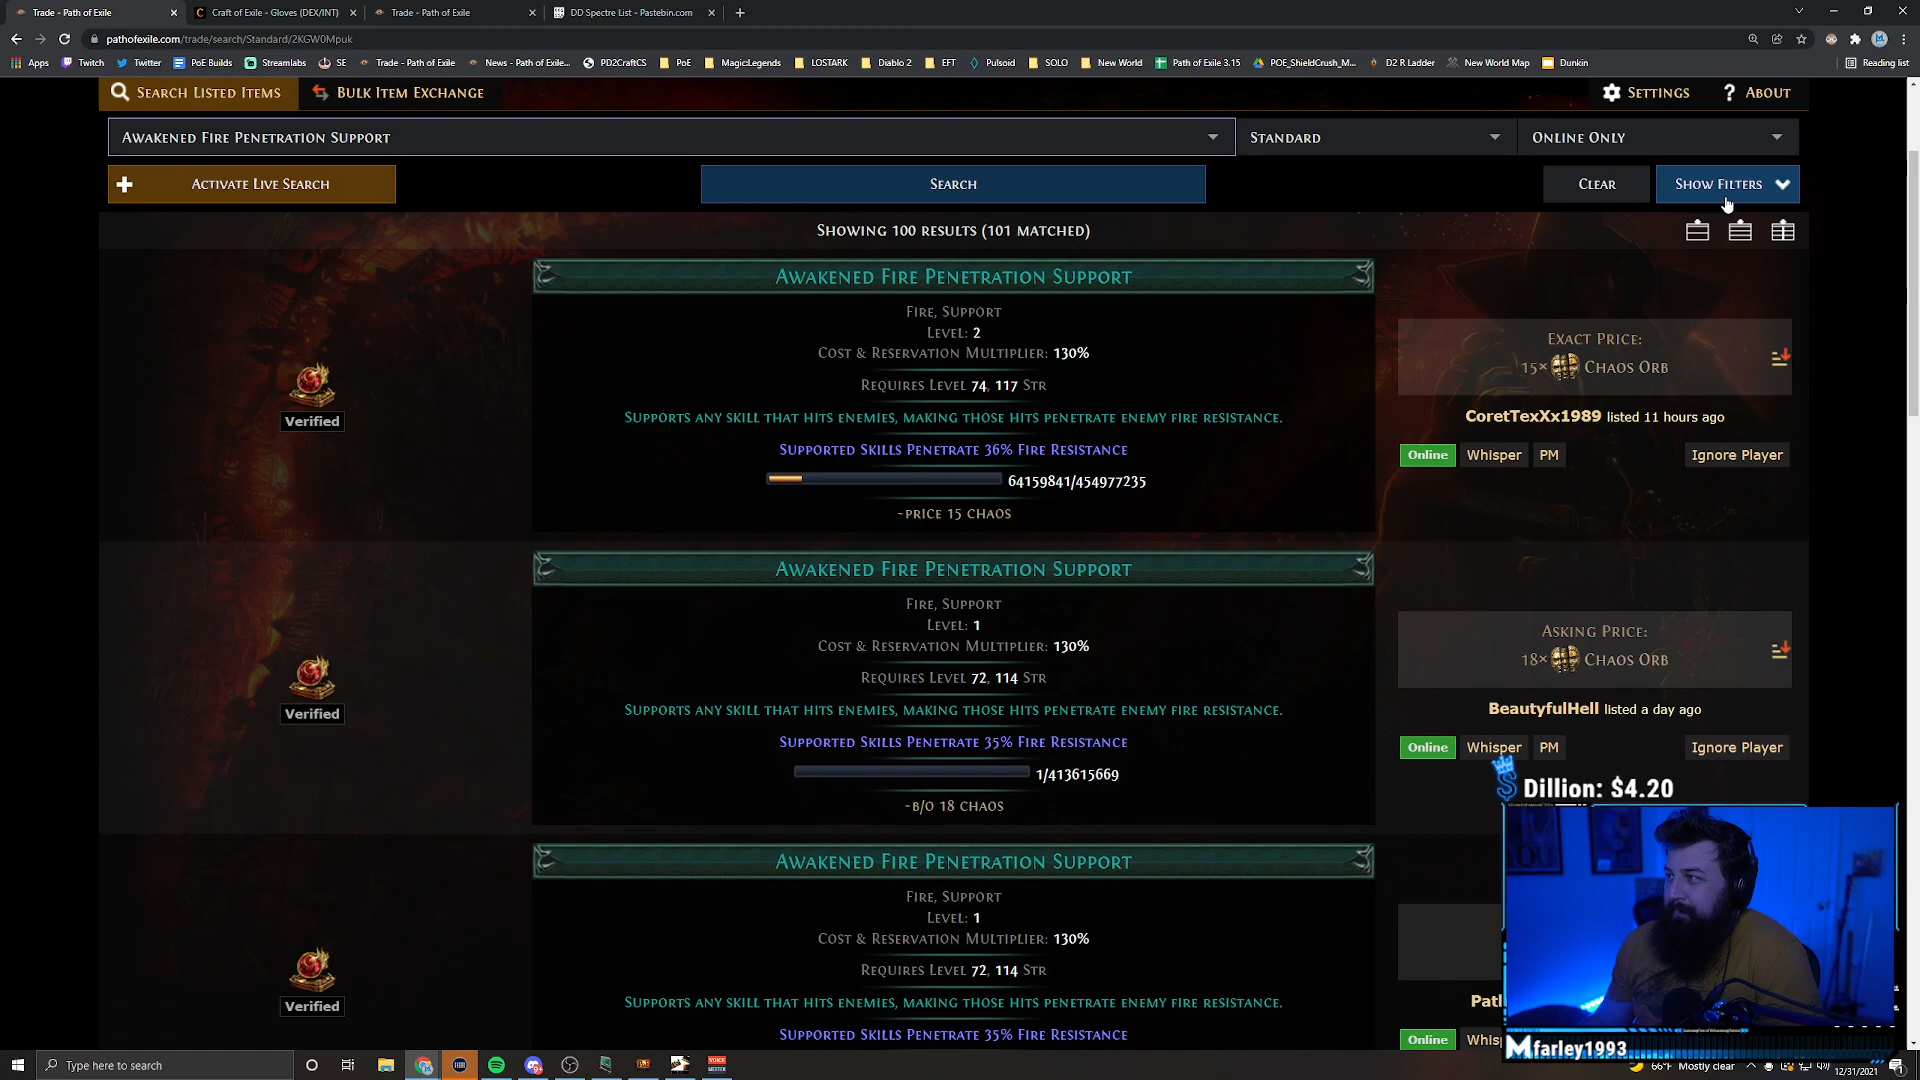 Trade - Path of Exile
Craft of Exile - Gloves (DEX/INT)
Trade - Path of Exile
DD Spectre List - Pastebin.com
pathofexile.com/trade/search/Standard/2KGW0Mpuk
Apps
Twitch
Twitter
PoE Builds
Streamlabs
SE
Trade - Path of Exile
News - Path of Exile...
PD2CraftCS
PoE
MagicLegends
LOSTARK
Diablo 2
EFT
Pulsoid
SOLO
New World
Path of Exile 3.15
POE_ShieldCrush_M...
D2 R Ladder
New World Map
Dunkin
Reading list
Search Listed Items
Bulk Item Exchange
Settings
? About
Awakened Fire Penetration Support
Standard
Online Only
Activate Live Search
Search
Clear
Show Filters
Showing 100 results (101 matched)
Awakened Fire Penetration Support
Fire, Support
Level: 2
Cost & Reservation Multiplier: 130%
Requires Level 74, 117 Str
Supports any skill that hits enemies, making those hits penetrate enemy fire resistance.
Supported Skills Penetrate 36% Fire Resistance
64159841/454977235
~price 15 chaos
Verified
Exact Price:
15× Chaos Orb
CoretTexXx1989 listed 11 hours ago
Online
Whisper
PM
Ignore Player
Awakened Fire Penetration Support
Fire, Support
Level: 1
Cost & Reservation Multiplier: 130%
Requires Level 72, 114 Str
Supports any skill that hits enemies, making those hits penetrate enemy fire resistance.
Supported Skills Penetrate 35% Fire Resistance
1/413615669
~b/o 18 chaos
Verified
Asking Price:
18× Chaos Orb
BeautyfulHell listed a day ago
Online
Whisper
PM
Ignore Player
Dillion: $4.20
Awakened Fire Penetration Support
Fire, Support
Level: 1
Cost & Reservation Multiplier: 130%
Requires Level 72, 114 Str
Supports any skill that hits enemies, making those hits penetrate enemy fire resistance.
Supported Skills Penetrate 35% Fire Resistance
Verified
Online
Mfarley1993
Type here to search
66°F Mostly clear
12/31/2021